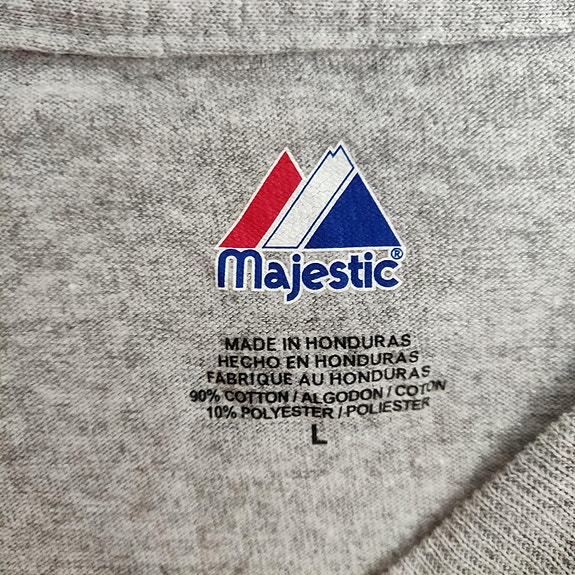 Majestic®
MADE IN HONDURAS
HECHO EN HONDURAS
FABRIQUE AU HONDURAS
90% COTTON / ALGODON / COTON
10% POLYESTER / POLIESTER
L